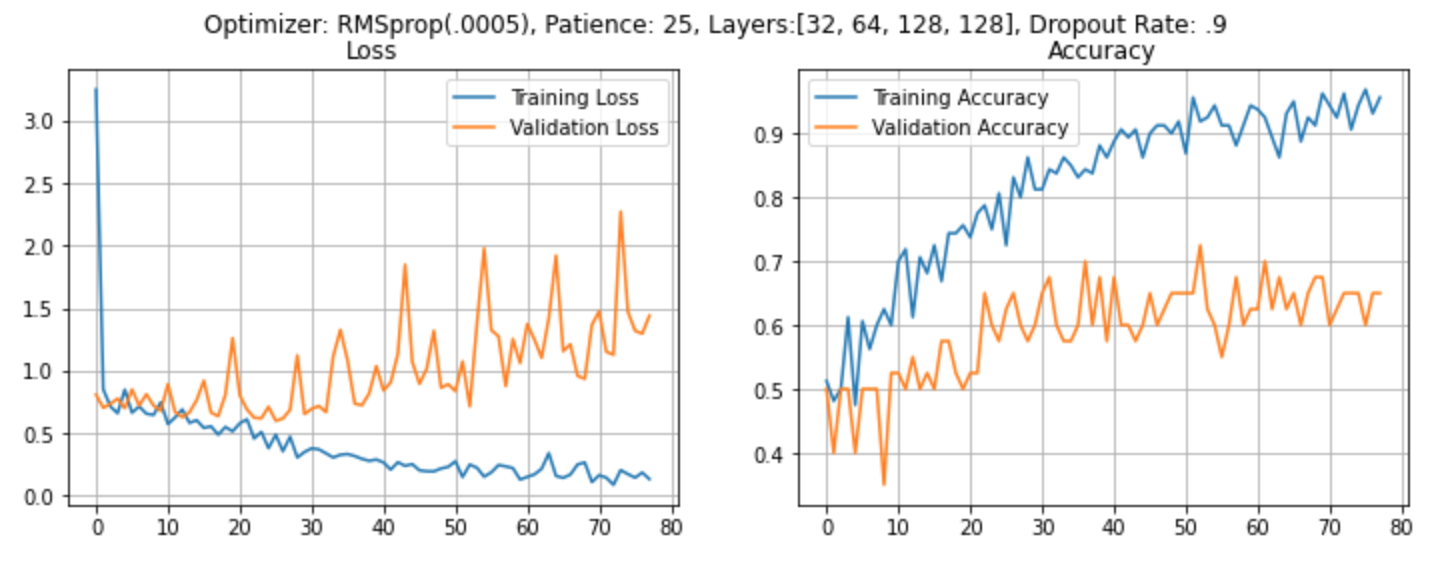 Optimizer: RMSprop(.0005), Patience: 25, Layers:[32, 64, 128, 128], Dropout Rate: .9
Loss
Training Loss
Validation Loss
3.0
2.5
2.0
1.5
1.0
0.5
0.0
0 10 20 30 40 50 60 70 80
Accuracy
Training Accuracy
Validation Accuracy
0.9
0.8
0.7
0.6
0.5
0.4
0 10 20 30 40 50 60 70 80